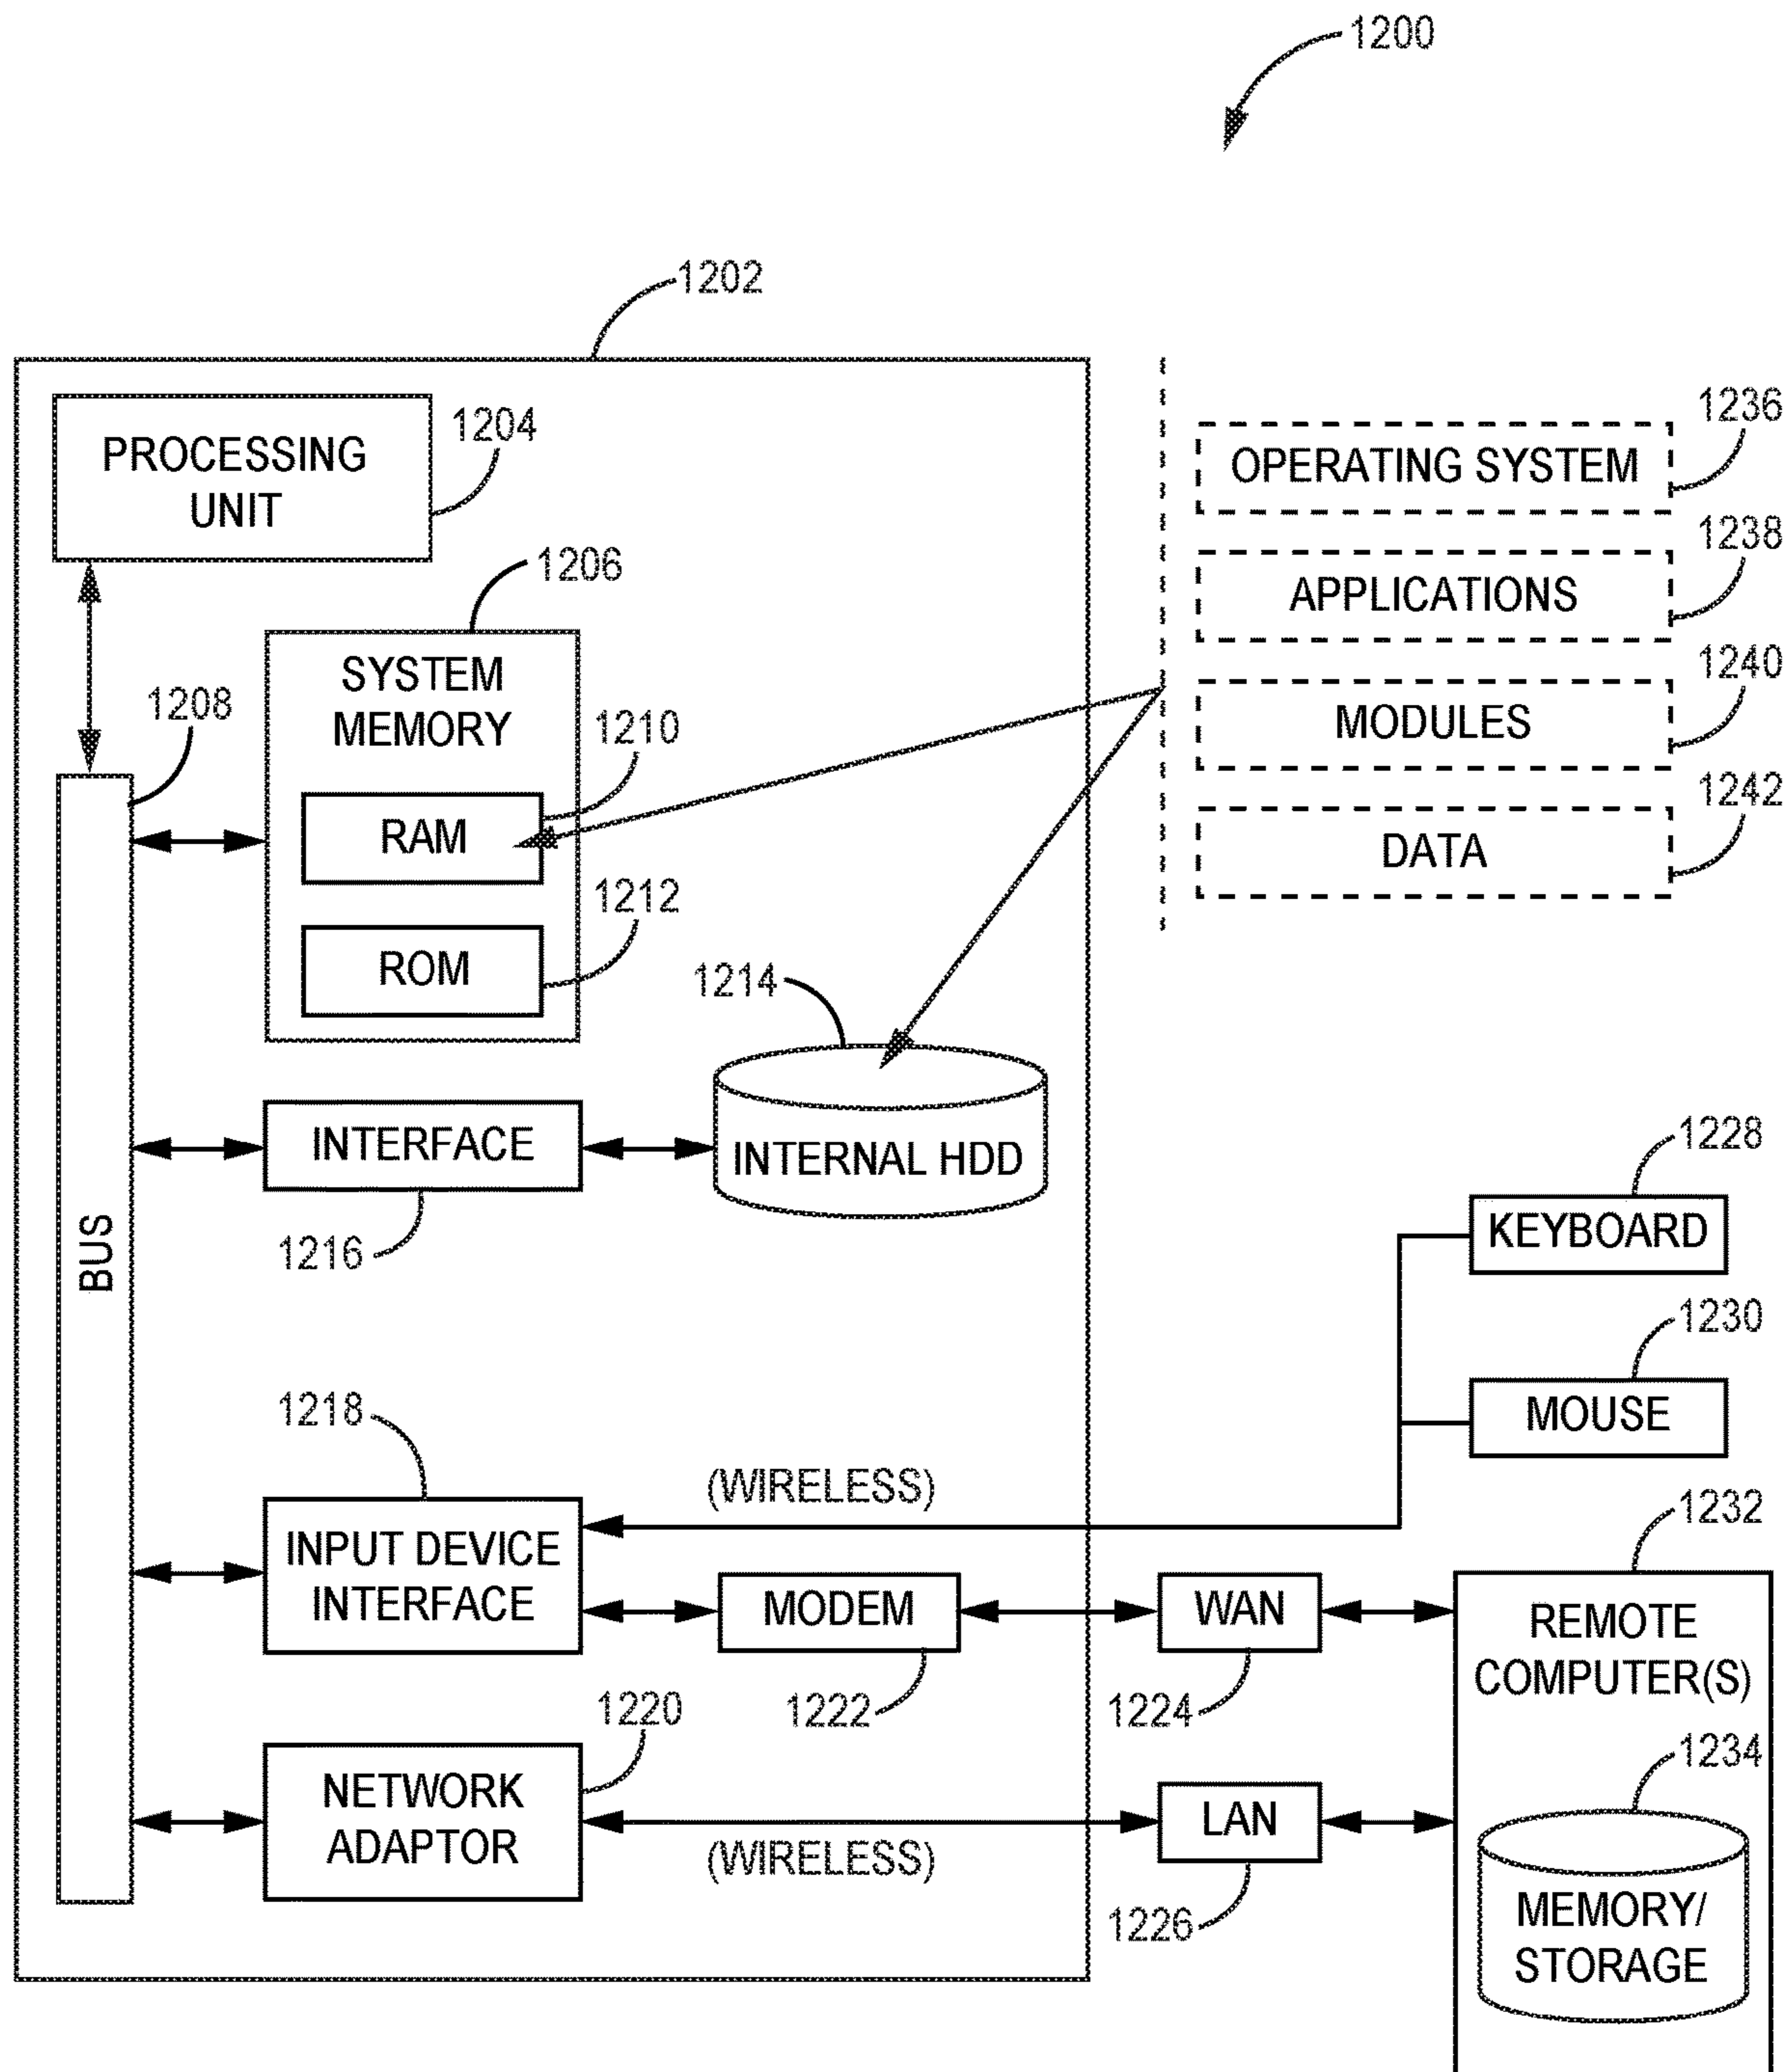 1200
1202
PROCESSING
UNIT
1204
1206
SYSTEM
MEMORY
1208
1210
RAM
1212
ROM
1214
INTERNAL HDD
INTERFACE
1216
BUS
1218
INPUT DEVICE
INTERFACE
(WIRELESS)
MODEM
1222
1220
NETWORK
ADAPTOR
(WIRELESS)
1236
OPERATING SYSTEM
1238
APPLICATIONS
1240
MODULES
1242
DATA
1228
KEYBOARD
1230
MOUSE
WAN
1224
LAN
1226
1232
REMOTE
COMPUTER(S)
1234
MEMORY/
STORAGE